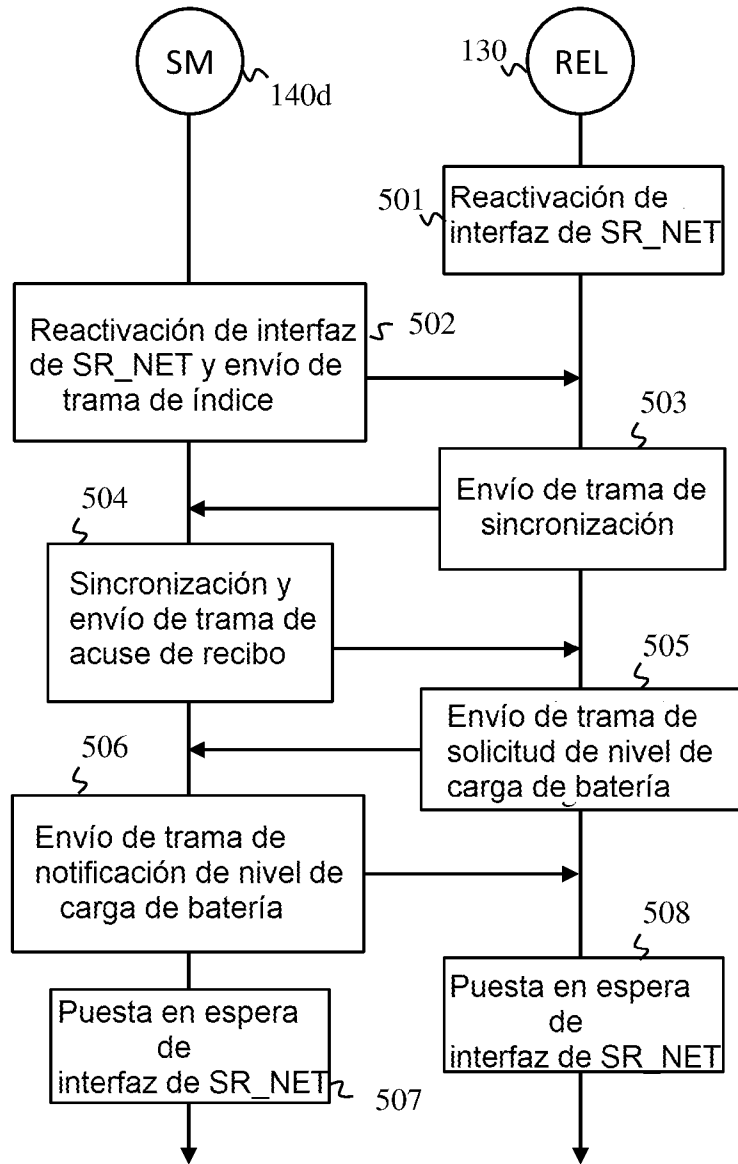 SM
140d
130
REL
501
Reactivación de
interfaz de SR_NET
Reactivación de interfaz
de SR_NET y envío de
trama de índice
502
503
Envío de trama de
sincronización
504
Sincronización y
envío de trama de
acuse de recibo
505
Envío de trama de
solicitud de nivel de
carga de batería
506
Envío de trama de
notificación de nivel de
carga de batería
508
Puesta en espera
de
interfaz de SR_NET
Puesta en espera
de
interfaz de SR_NET
507